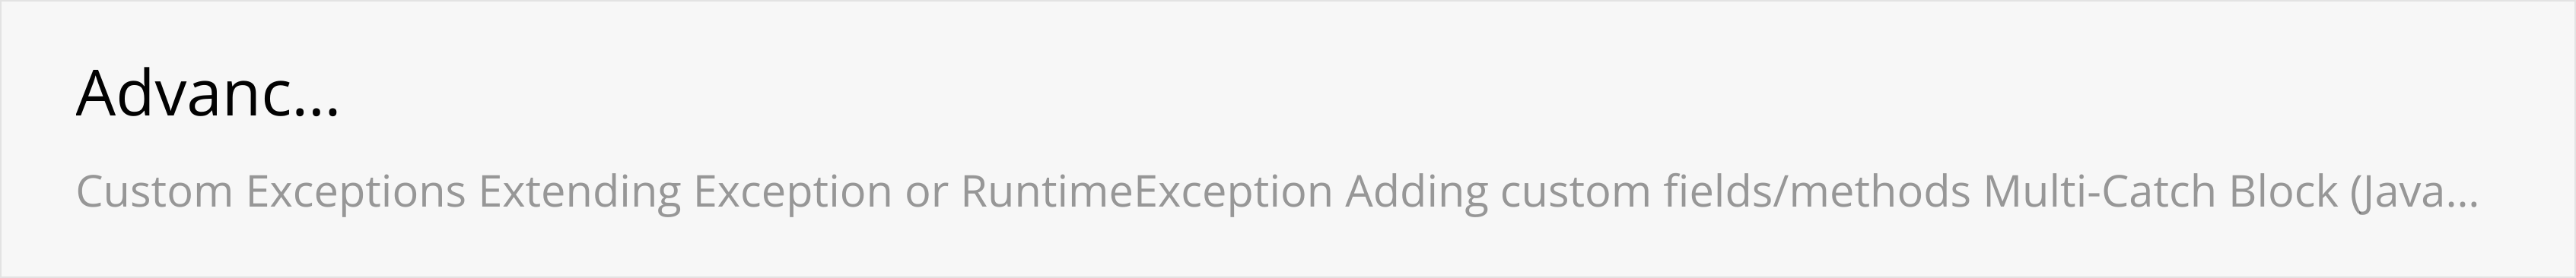 Advanc...
Custom Exceptions Extending Exception or RuntimeException Adding custom fields/methods Multi-Catch Block (Java...